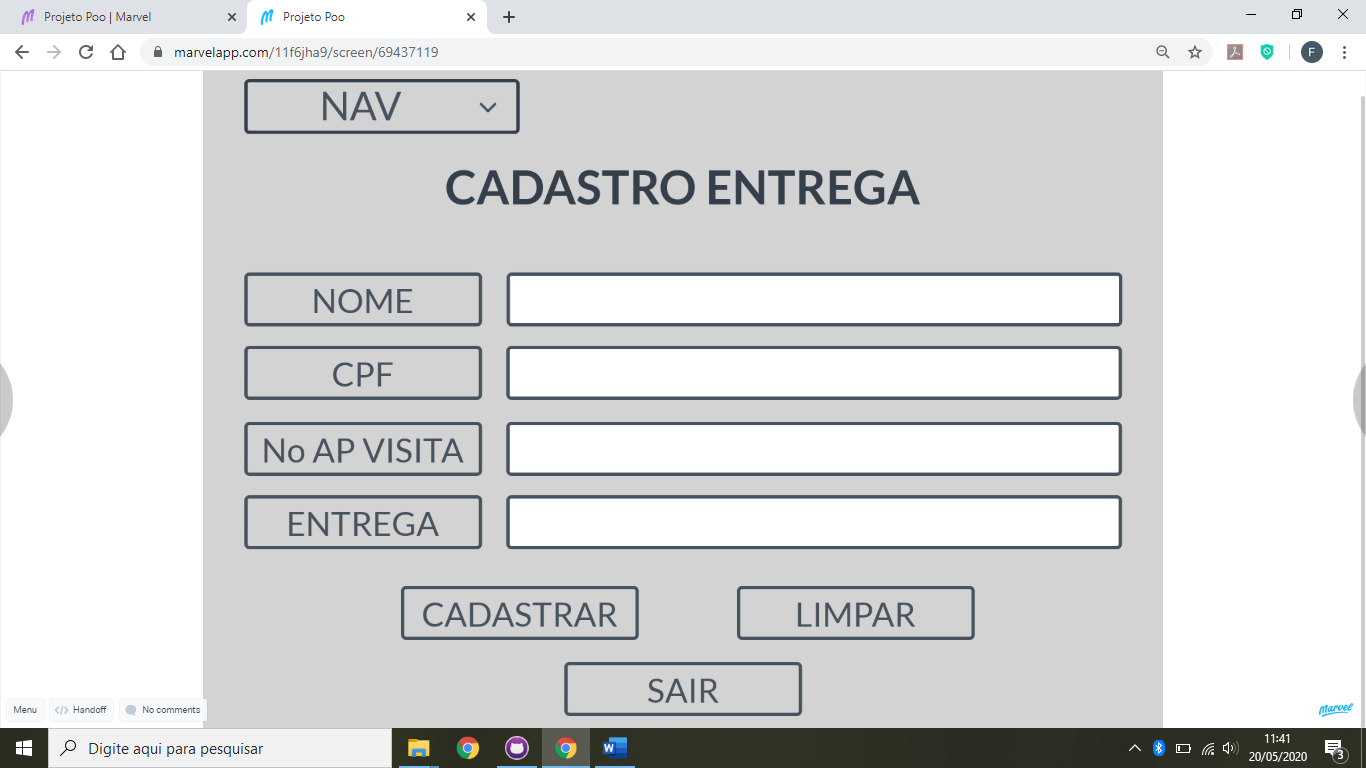 Projeto Poo | Marvel
Projeto Poo
marvelapp.com/11f6jha9/screen/69437119
F
NAV
CADASTRO ENTREGA
NOME
CPF
No AP VISITA
ENTREGA
CADASTRAR LIMPAR
SAIR
Menu Handoff No comments
Marvel
Digite aqui para pesquisar
W
11:41
20/05/2020
3